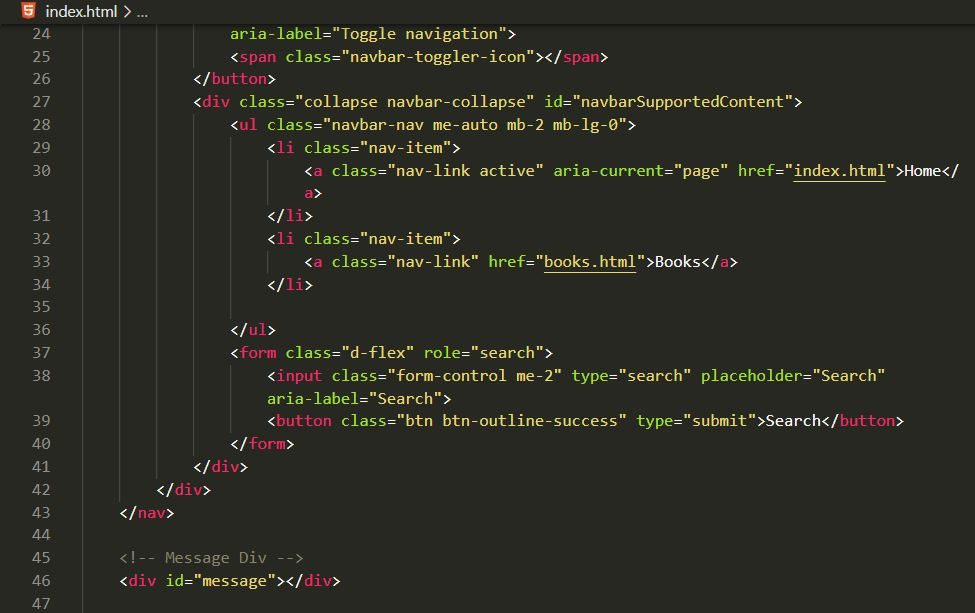 index.html > ...
24 aria-label="Toggle navigation">
25 <span class="navbar-toggler-icon"></span>
26 </button>
27 <div class="collapse navbar-collapse" id="navbarSupportedContent">
28 <ul class="navbar-nav me-auto mb-2 mb-lg-0">
29 <li class="nav-item">
30 <a class="nav-link active" aria-current="page" href="index.html">Home</
a>
31 </li>
32 <li class="nav-item">
33 <a class="nav-link" href="books.html">Books</a>
34 </li>
35
36 </ul>
37 <form class="d-flex" role="search">
38 <input class="form-control me-2" type="search" placeholder="Search"
aria-label="Search">
39 <button class="btn btn-outline-success" type="submit">Search</button>
40 </form>
41 </div>
42 </div>
43 </nav>
44
45 <!-- Message Div -->
46 <div id="message"></div>
47